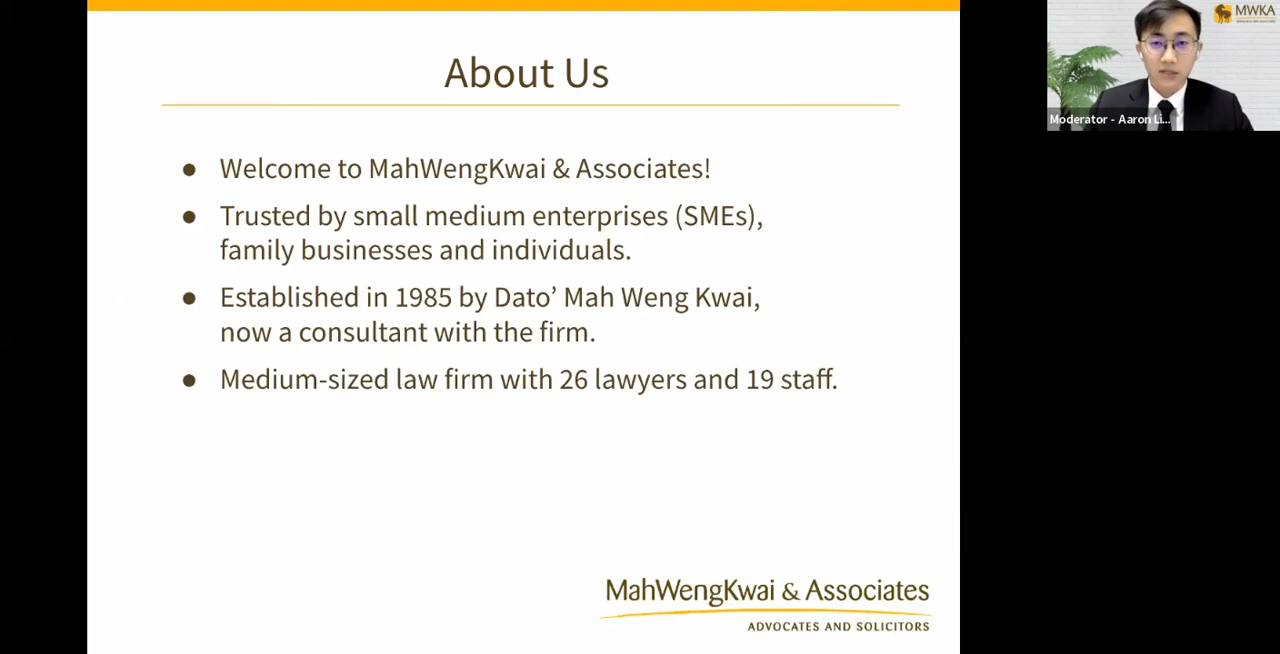 About Us
● Welcome to MahWengKwai & Associates!
● Trusted by small medium enterprises (SMEs),
family businesses and individuals.
● Established in 1985 by Dato’ Mah Weng Kwai,
now a consultant with the firm.
● Medium-sized law firm with 26 lawyers and 19 staff.
MahWengKwai & Associates
ADVOCATES AND SOLICITORS
MWKA
Moderator - Aaron Li...